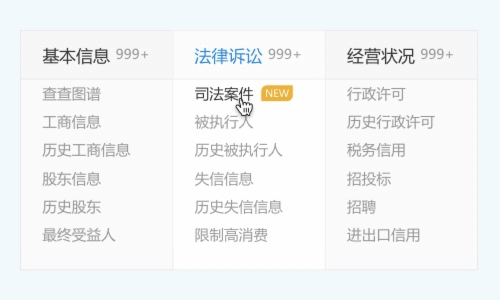 基本信息 999+
查查图谱
工商信息
历史工商信息
股东信息
历史股东
最终受益人
法律诉讼 999+
司法案件 NEW
被执行人
历史被执行人
失信信息
历史失信信息
限制高消费
经营状况 999+
行政许可
历史行政许可
税务信用
招投标
招聘
进出口信用